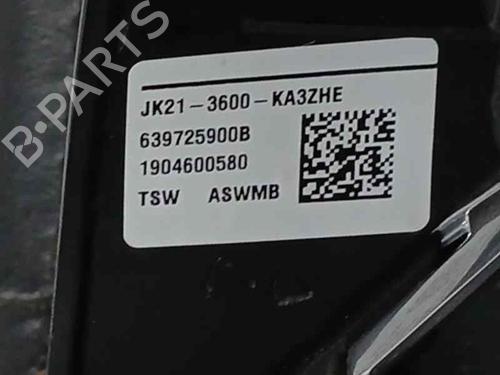 B-PARTS
JK21-3600-KA3ZHE
639725900B
1904600580
TSW ASWMB